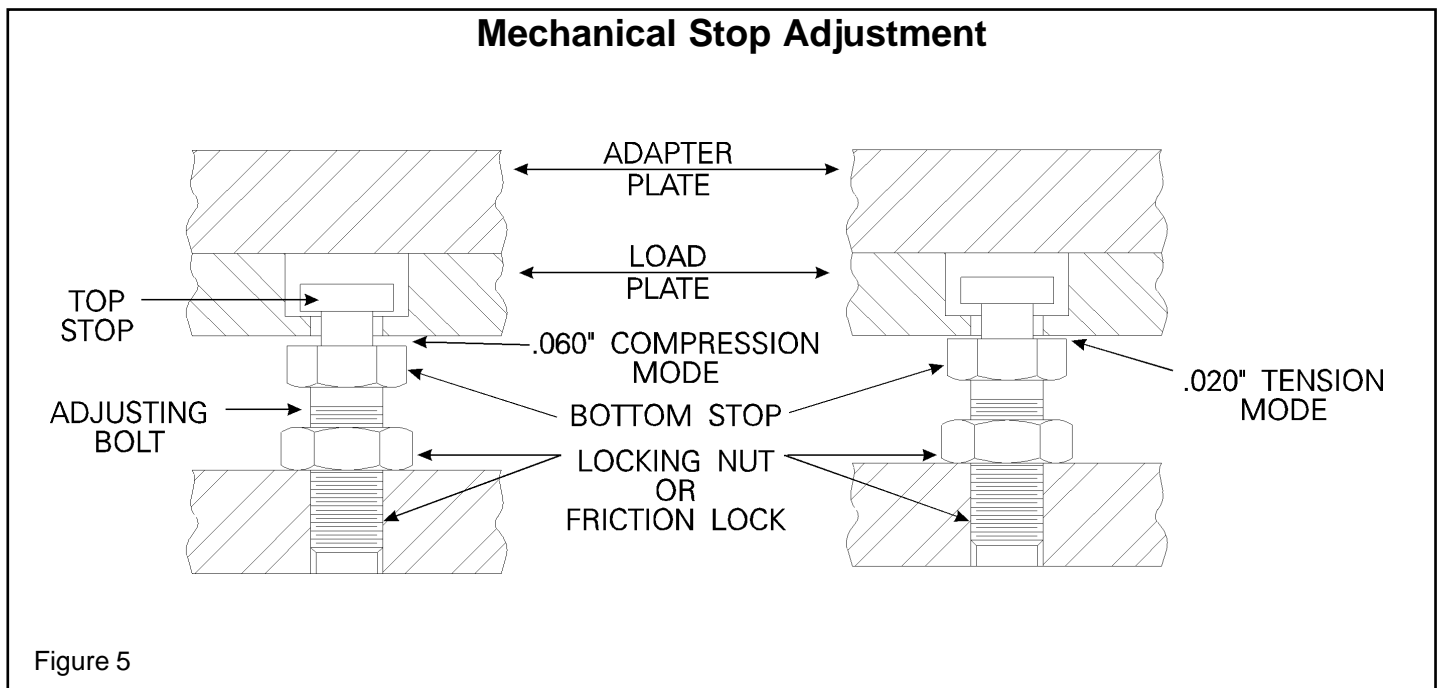 Mechanical Stop Adjustment
ADAPTER
PLATE
LOAD
PLATE
TOP
STOP
.060" COMPRESSION
MODE
.020" TENSION
MODE
ADJUSTING
BOLT
BOTTOM STOP
LOCKING NUT
OR
FRICTION LOCK
Figure 5